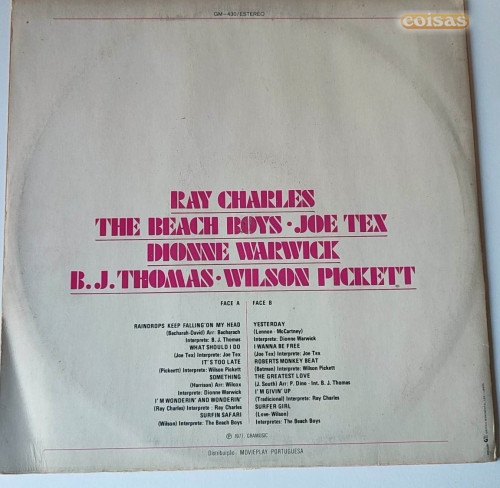 GM-430/ESTEREO
coisas
RAY CHARLES
THE BEACH BOYS · JOE TEX
DIONNE WARWICK
B. J. THOMAS · WILSON PICKETT
FACE A
RAINDROPS KEEP FALLING ON MY HEAD
(Bacharah-David) Arr: Bacharach
Interprete: B. J. Thomas
WHAT SHOULD I DO
(Joe Tex) Interprete: Joe Tex
IT'S TOO LATE
(Pickett) Interprete: Wilson Pickett
SOMETHING
(Harrison) Arr: Wilcox
Interprete: Dionne Warwick
I'M WONDERIN' AND WONDERIN'
(Ray Charles) Interprete: Ray Charles
SURFIN SAFARI
(Wilson) Interprete: The Beach Boys
FACE B
YESTERDAY
(Lennon - McCartney)
Interprete: Dionne Warwick
I WANNA BE FREE
(Joe Tex) Interprete: Joe Tex
ROBERTS MONKEY BEAT
(Bateman) Interprete: Wilson Pickett
THE GREATEST LOVE
(J. South) Arr: P. Dino - Int. B. J. Thomas
I'M GIVIN' UP
(Tradicional) Interprete: Ray Charles
SURFER GIRL
(Love-Wilson)
Interprete: The Beach Boys
Ⓟ 1971, GRAMUSIC
Distribuição: MOVIEPLAY PORTUGUESA